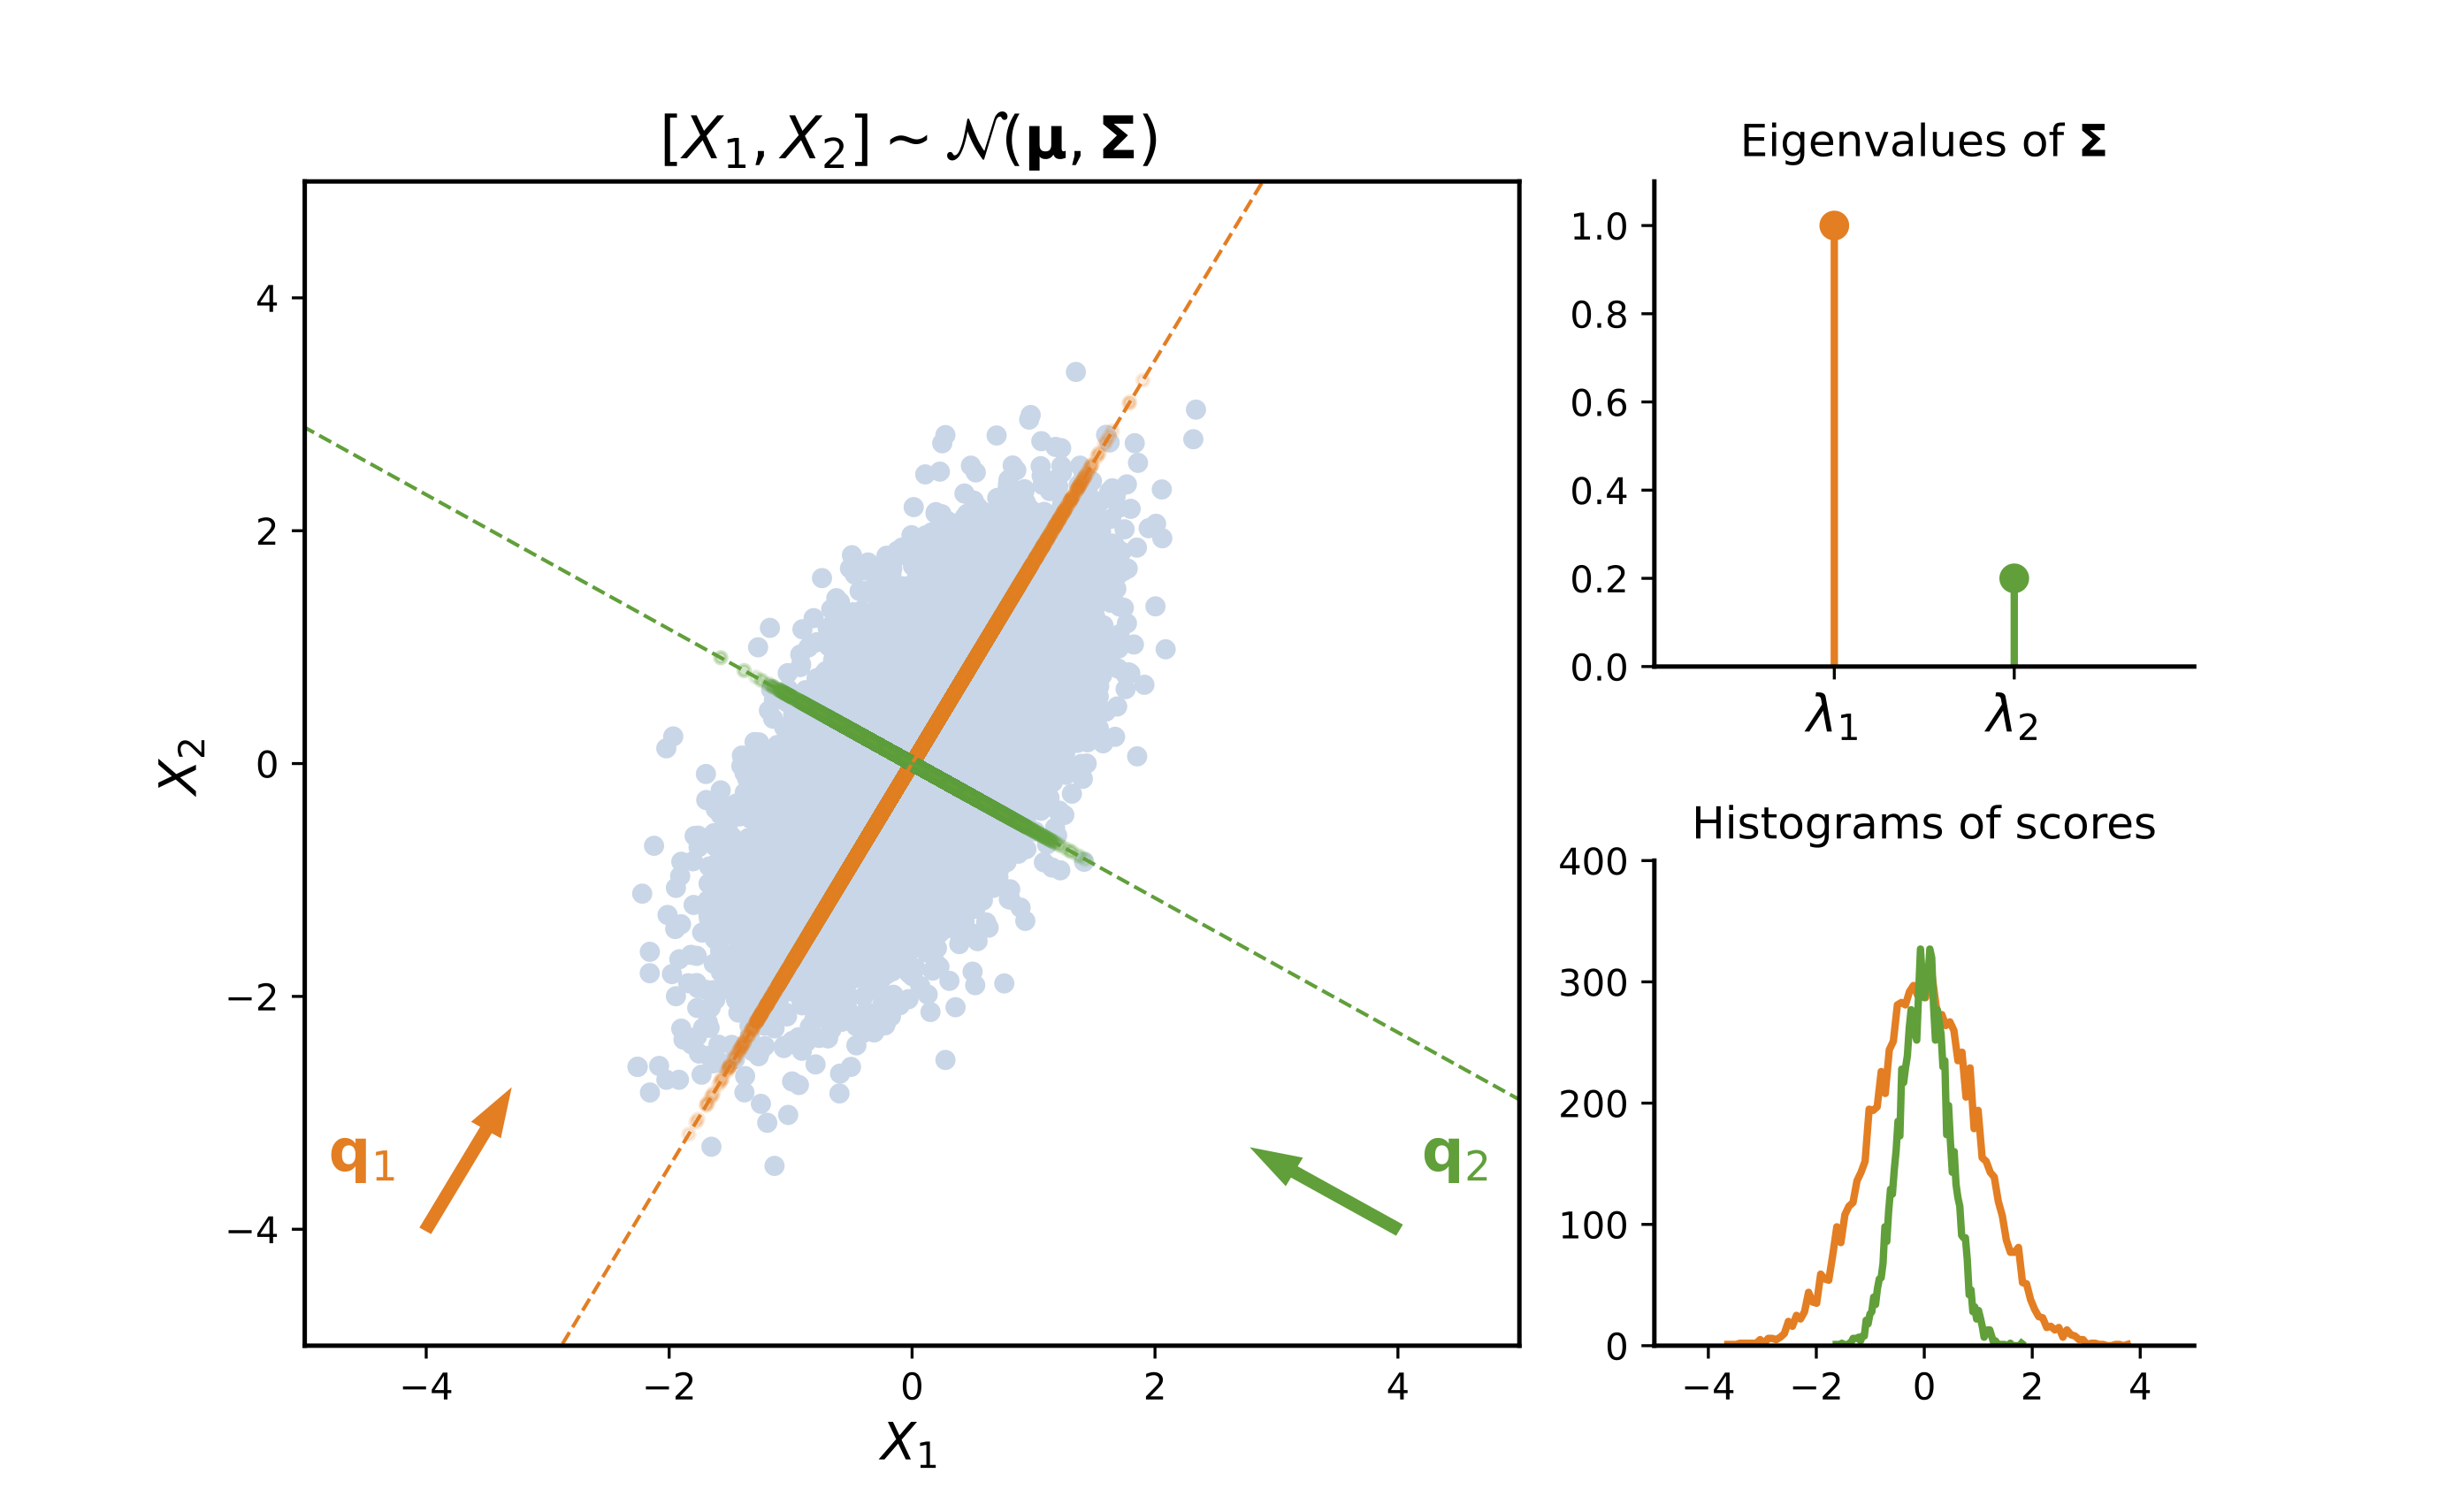 [X₁, X₂] ~ 𝒩(μ, Σ)
4
2
0
−2
−4
X₂
q₁
q₂
−4 −2 0 2 4
X₁
Eigenvalues of Σ
1.0
0.8
0.6
0.4
0.2
0.0
λ₁ λ₂
Histograms of scores
400
300
200
100
0
−4 −2 0 2 4